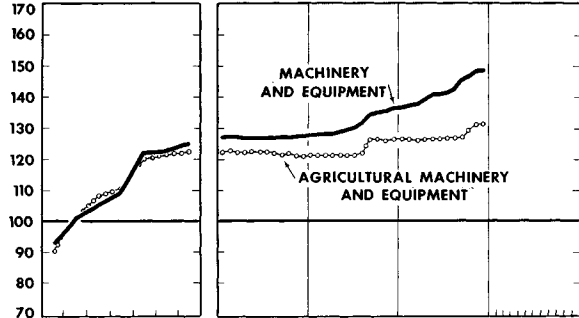 170
160
150
140
130
120
110
100
90
80
70
MACHINERY
AND EQUIPMENT
AGRICULTURAL MACHINERY
AND EQUIPMENT